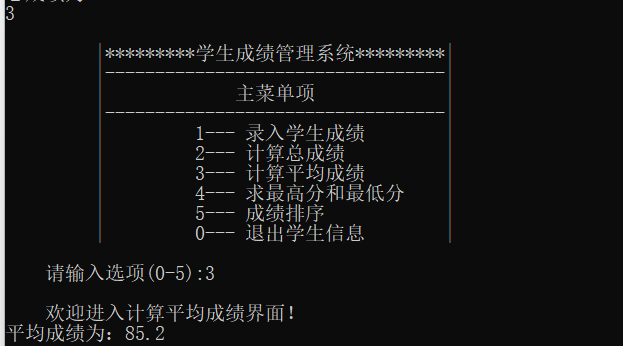 3
*********学生成绩管理系统*********
----------------------------------
主菜单项
----------------------------------
1--- 录入学生成绩
2--- 计算总成绩
3--- 计算平均成绩
4--- 求最高分和最低分
5--- 成绩排序
0--- 退出学生信息
请输入选项(0-5):3
欢迎进入计算平均成绩界面！
平均成绩为：85.2